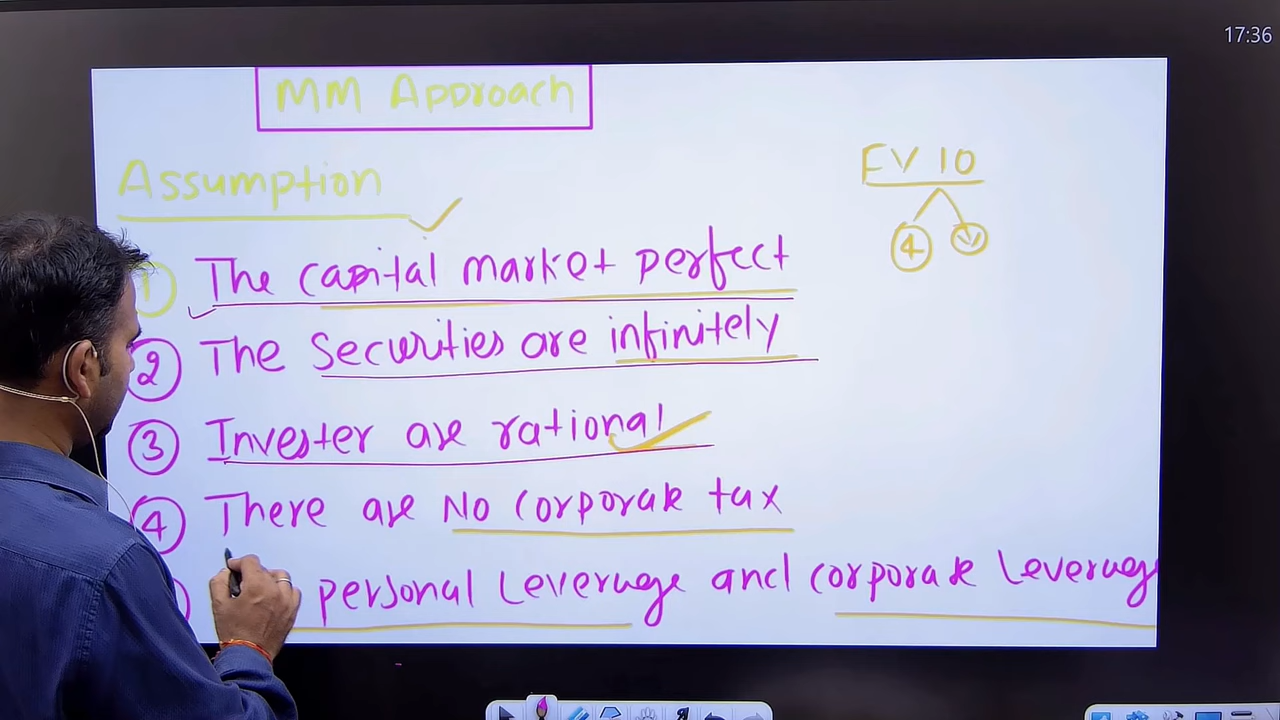 17:36
MM Approach
Assumption
EV 10
4
1 The capital market perfect
2 The Securities are infinitely
3 Invester are rational
4 There are No corporate tax
personal Leverage and corporate Leverage